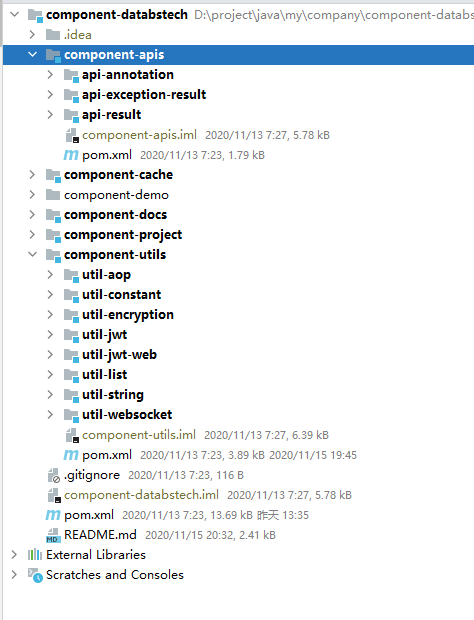 component-databstech D:\project\java\my\company\component-databs
.idea
component-apis
api-annotation
api-exception-result
api-result
component-apis.iml 2020/11/13 7:27, 5.78 kB
pom.xml 2020/11/13 7:23, 1.79 kB
component-cache
component-demo
component-docs
component-project
component-utils
util-aop
util-constant
util-encryption
util-jwt
util-jwt-web
util-list
util-string
util-websocket
component-utils.iml 2020/11/13 7:27, 6.39 kB
pom.xml 2020/11/13 7:23, 3.89 kB 2020/11/15 19:45
.gitignore 2020/11/13 7:23, 116 B
component-databstech.iml 2020/11/13 7:27, 5.78 kB
pom.xml 2020/11/13 7:23, 13.69 kB 昨天 13:35
README.md 2020/11/15 20:32, 2.41 kB
External Libraries
Scratches and Consoles